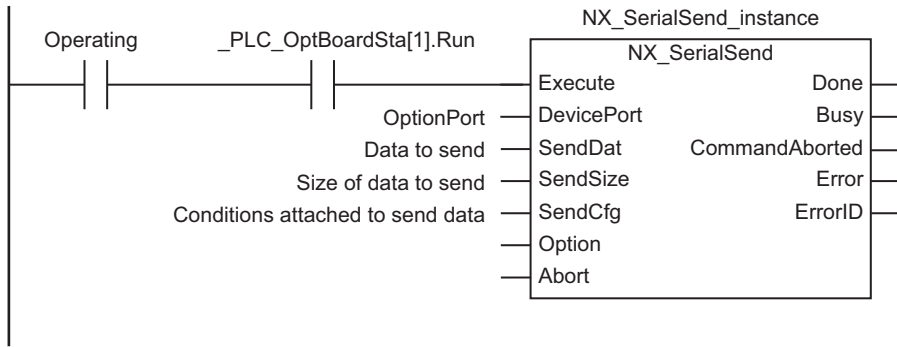 NX_SerialSend_instance
Operating _PLC_OptBoardSta[1].Run NX_SerialSend
Execute Done
OptionPort DevicePort Busy
Data to send SendDat CommandAborted
Size of data to send SendSize Error
Conditions attached to send data SendCfg ErrorID
Option
Abort